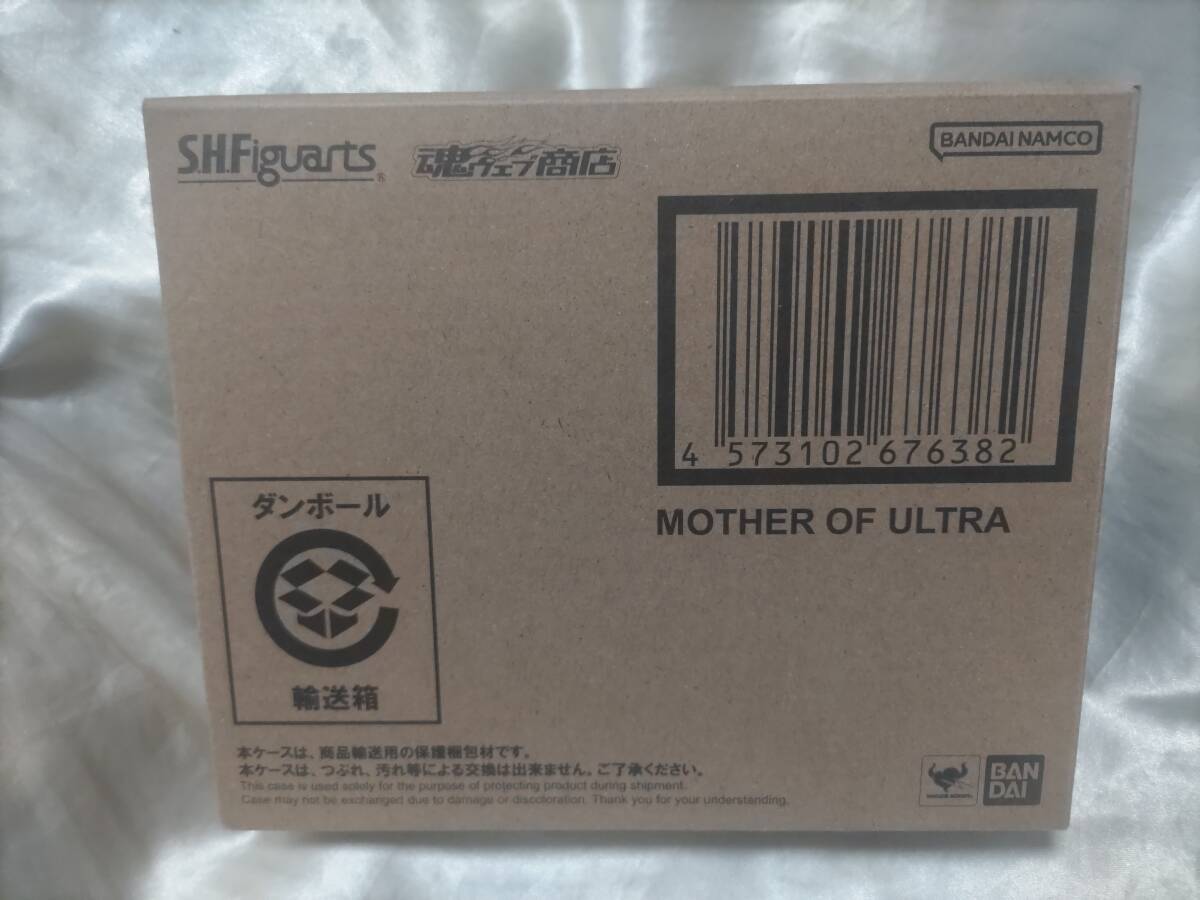 S.H.Figuarts®
魂ウェブ商店
BANDAI NAMCO
4 573102 676382
MOTHER OF ULTRA
ダンボール
輸送箱
本ケースは、商品輸送用の保護梱包材です。
本ケースは、つぶれ、汚れ等による交換は出来ません。ご了承ください。
This case is used solely for the purpose of projecting product during shipment.
Case may not be exchanged due to damage or discoloration. Thank you for your understanding.
BAN
DAI